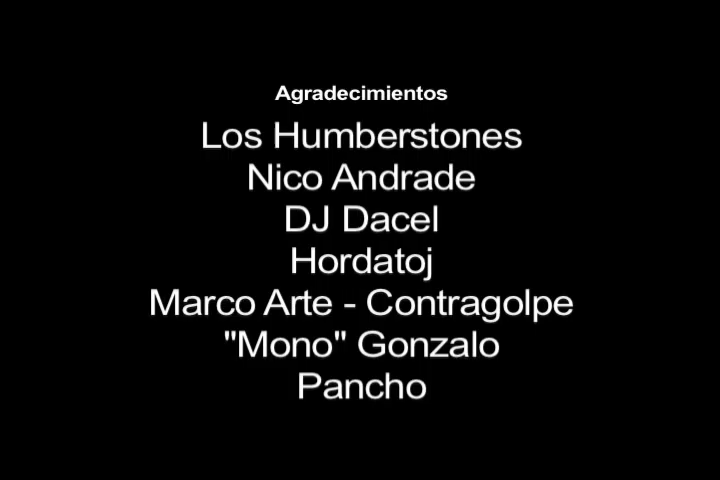 Agradecimientos
Los Humberstones
Nico Andrade
DJ Dacel
Hordatoj
Marco Arte - Contragolpe
"Mono" Gonzalo
Pancho